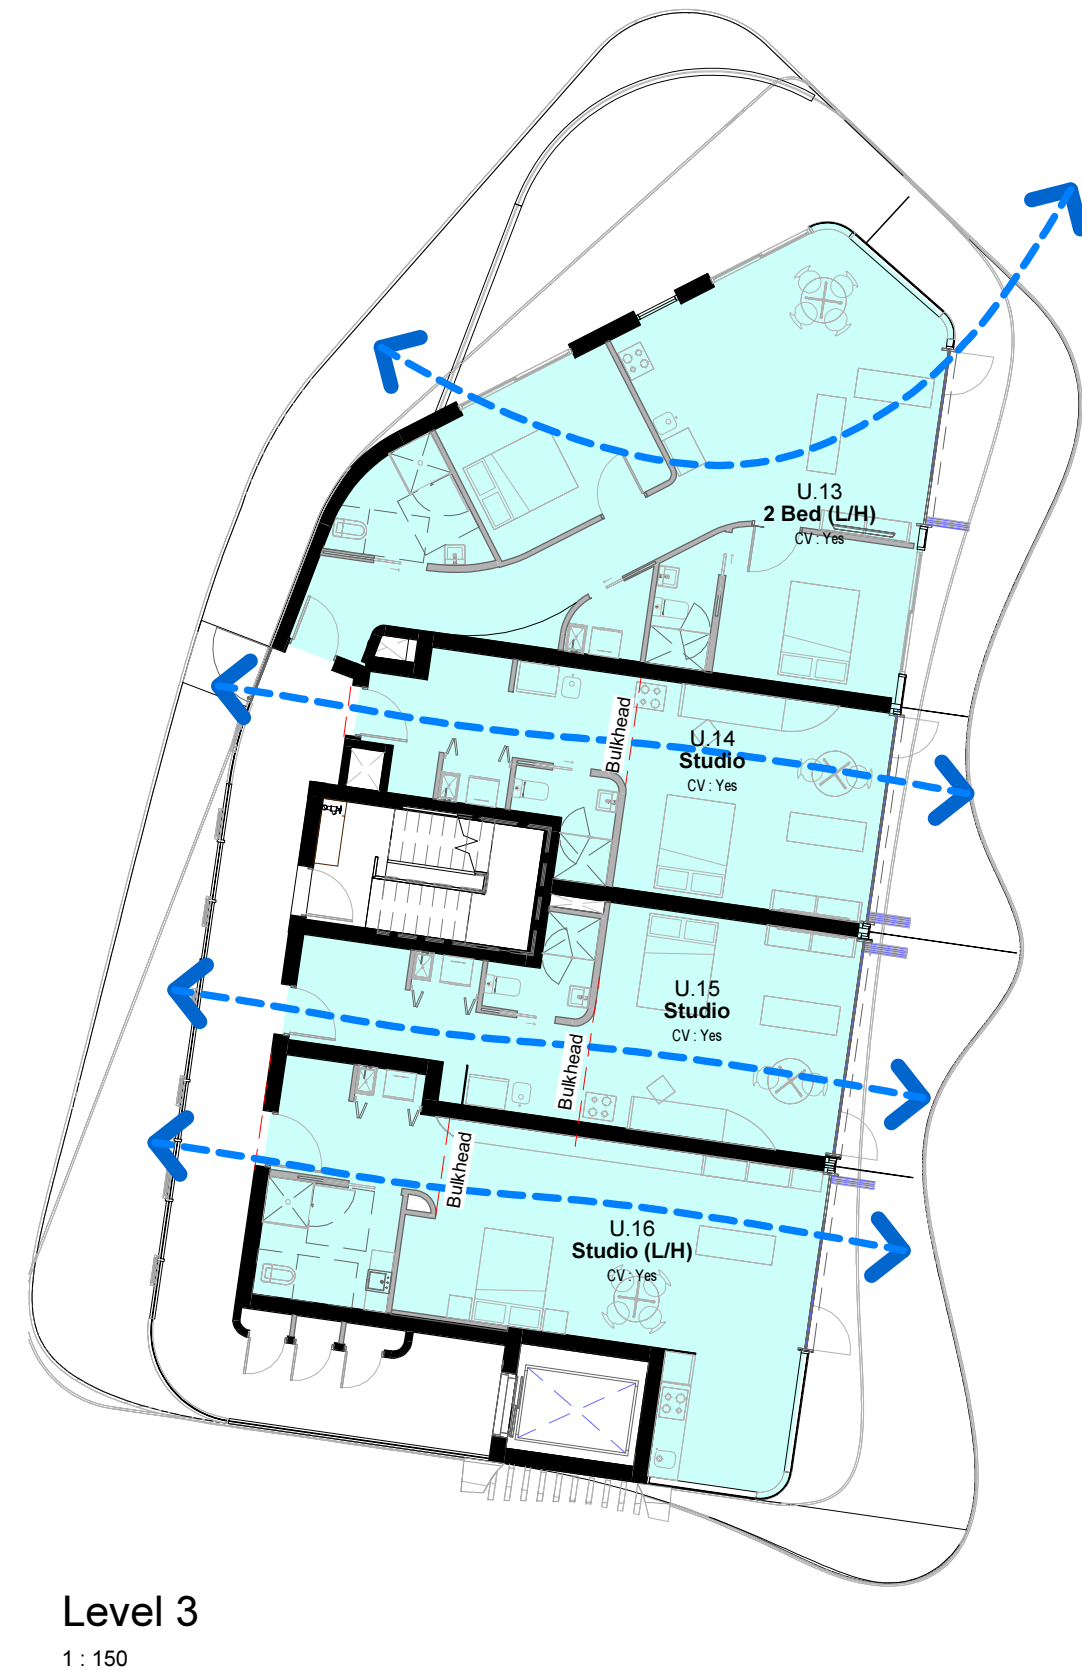 U.13
2 Bed (L/H)
CV : Yes
Bulkhead
U.14
Studio
CV : Yes
U.15
Studio
CV : Yes
Bulkhead
Bulkhead
U.16
Studio (L/H)
CV : Yes
Level 3
1 : 150